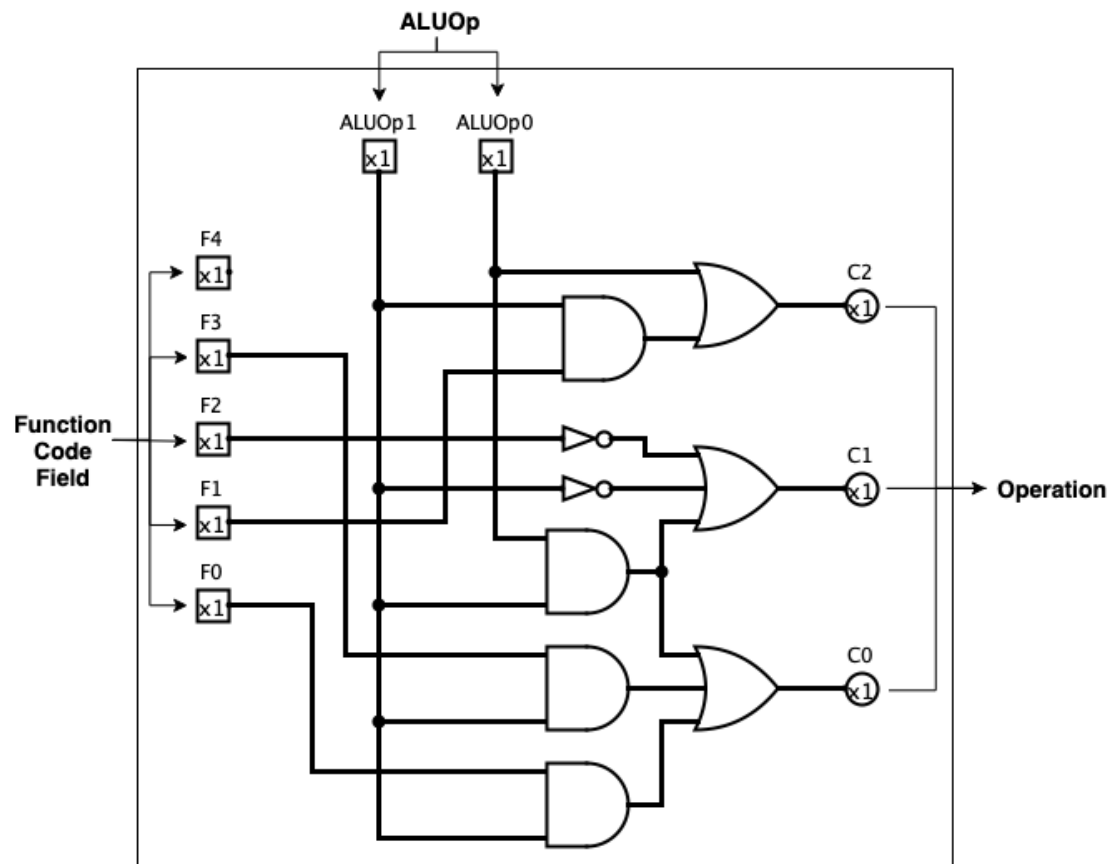 ALUOp
ALUOp1
ALUOp0
x1
x1
F4
x1
F3
x1
F2
x1
F1
x1
F0
x1
Function
Code
Field
C2
x1
C1
x1
C0
x1
Operation